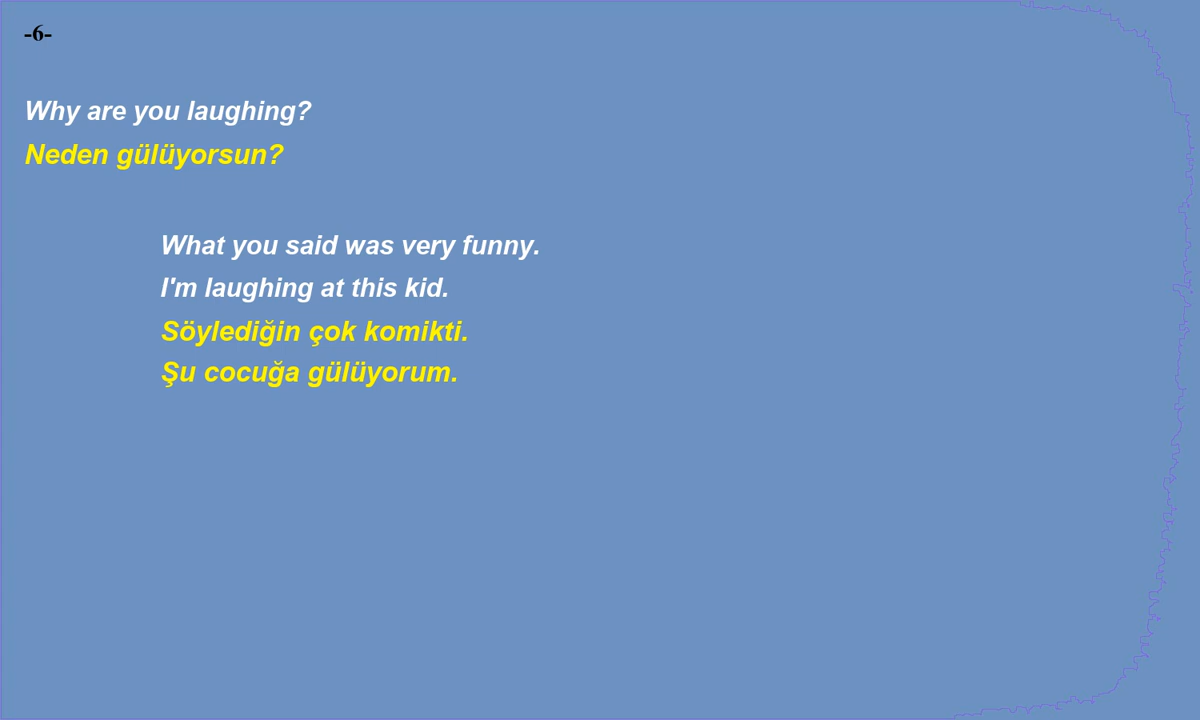 -6-
Why are you laughing?
Neden gülüyorsun?
What you said was very funny.
I'm laughing at this kid.
Söylediğin çok komikti.
Şu cocuğa gülüyorum.